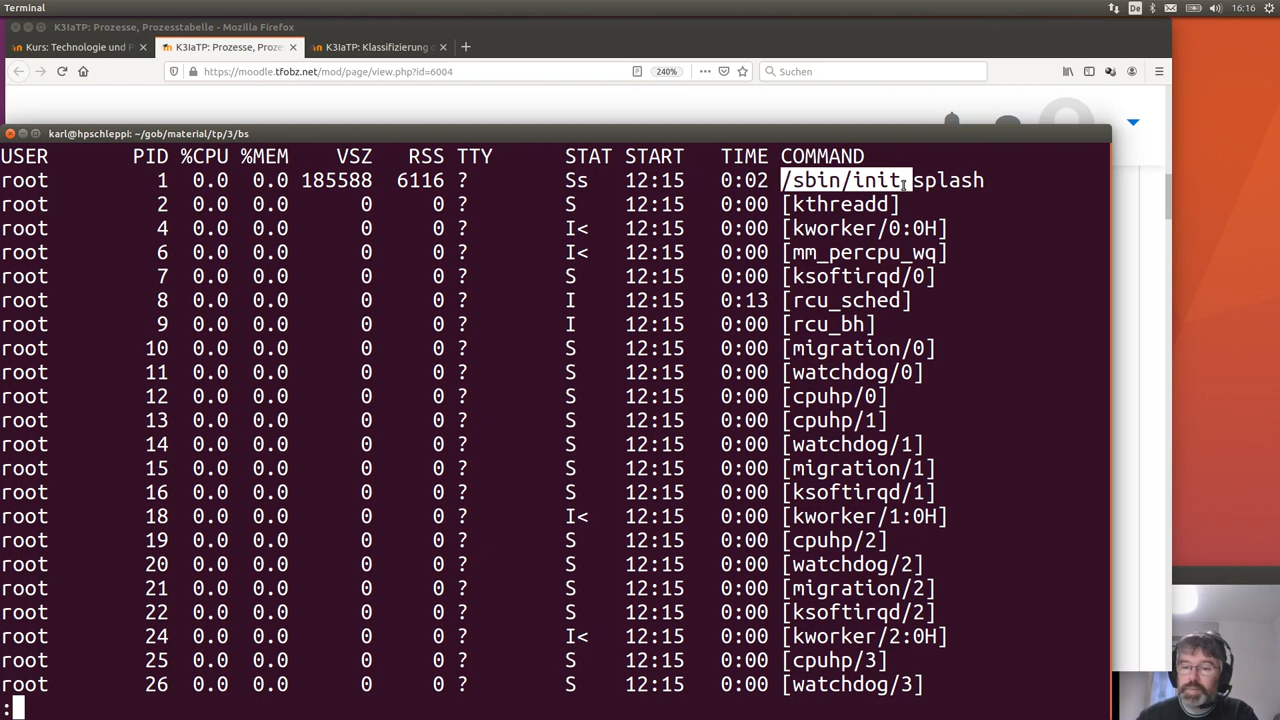 Terminal
De
16:16
K3IaTP: Prozesse, Prozesstabelle - Mozilla Firefox
Kurs: Technologie und P
K3IaTP: Prozesse, Proze
K3IaTP: Klassifizierung
https://moodle.tfobz.net/mod/page/view.php?id=6004
240%
Suchen
karl@hpschleppi: ~/gob/material/tp/3/bs
USER PID %CPU %MEM VSZ RSS TTY STAT START TIME COMMAND
root 1 0.0 0.0 185588 6116 ? Ss 12:15 0:02 /sbin/init splash
root 2 0.0 0.0 0 0 ? S 12:15 0:00 [kthreadd]
root 4 0.0 0.0 0 0 ? I< 12:15 0:00 [kworker/0:0H]
root 6 0.0 0.0 0 0 ? I< 12:15 0:00 [mm_percpu_wq]
root 7 0.0 0.0 0 0 ? S 12:15 0:00 [ksoftirqd/0]
root 8 0.0 0.0 0 0 ? I 12:15 0:13 [rcu_sched]
root 9 0.0 0.0 0 0 ? I 12:15 0:00 [rcu_bh]
root 10 0.0 0.0 0 0 ? S 12:15 0:00 [migration/0]
root 11 0.0 0.0 0 0 ? S 12:15 0:00 [watchdog/0]
root 12 0.0 0.0 0 0 ? S 12:15 0:00 [cpuhp/0]
root 13 0.0 0.0 0 0 ? S 12:15 0:00 [cpuhp/1]
root 14 0.0 0.0 0 0 ? S 12:15 0:00 [watchdog/1]
root 15 0.0 0.0 0 0 ? S 12:15 0:00 [migration/1]
root 16 0.0 0.0 0 0 ? S 12:15 0:00 [ksoftirqd/1]
root 18 0.0 0.0 0 0 ? I< 12:15 0:00 [kworker/1:0H]
root 19 0.0 0.0 0 0 ? S 12:15 0:00 [cpuhp/2]
root 20 0.0 0.0 0 0 ? S 12:15 0:00 [watchdog/2]
root 21 0.0 0.0 0 0 ? S 12:15 0:00 [migration/2]
root 22 0.0 0.0 0 0 ? S 12:15 0:00 [ksoftirqd/2]
root 24 0.0 0.0 0 0 ? I< 12:15 0:00 [kworker/2:0H]
root 25 0.0 0.0 0 0 ? S 12:15 0:00 [cpuhp/3]
root 26 0.0 0.0 0 0 ? S 12:15 0:00 [watchdog/3]
: